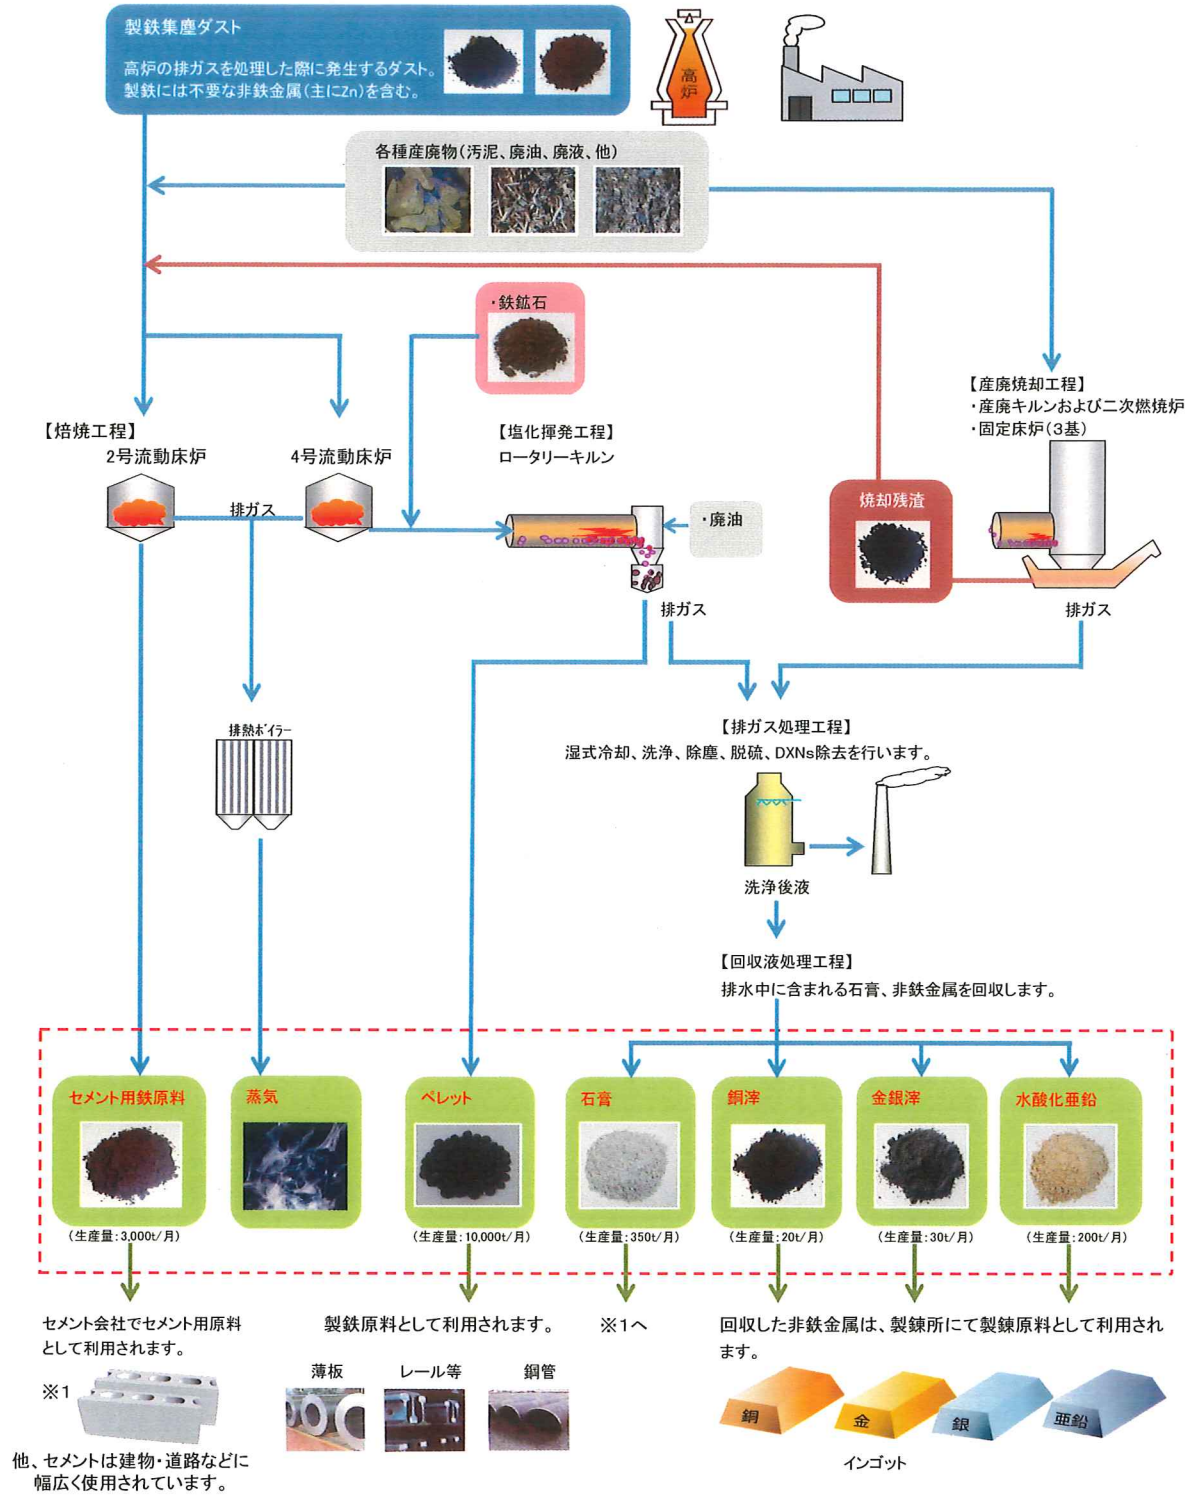 製鉄集塵ダスト
高炉の排ガスを処理した際に発生するダスト。
製鉄には不要な非鉄金属(主にZn)を含む。
高炉
各種産廃物(汚泥、廃油、廃液、他)
・鉄鉱石
【産廃焼却工程】
・産廃キルンおよび二次燃焼炉
・固定床炉(3基)
【焙焼工程】
2号流動床炉
4号流動床炉
【塩化揮発工程】
ロータリーキルン
排ガス
・廃油
焼却残渣
排ガス
排ガス
排熱ボイラー
【排ガス処理工程】
湿式冷却、洗浄、除塵、脱硫、DXNs除去を行います。
洗浄後液
【回収液処理工程】
排水中に含まれる石膏、非鉄金属を回収します。
セメント用鉄原料
蒸気
ペレット
石膏
銅滓
金銀滓
水酸化亜鉛
(生産量:3,000t/月)
(生産量:10,000t/月)
(生産量:350t/月)
(生産量:20t/月)
(生産量:30t/月)
(生産量:200t/月)
セメント会社でセメント用原料
として利用されます。
※1
他、セメントは建物・道路などに
幅広く使用されています。
製鉄原料として利用されます。
薄板
レール等
鋼管
※1へ
回収した非鉄金属は、製錬所にて製錬原料として利用され
ます。
銅
金
銀
亜鉛
インゴット